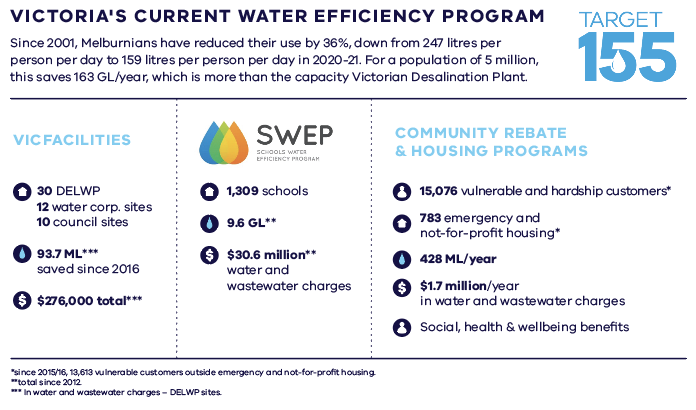 VICTORIA'S CURRENT WATER EFFICIENCY PROGRAM
Since 2001, Melburnians have reduced their use by 36%, down from 247 litres per
person per day to 159 litres per person per day in 2020-21. For a population of 5 million,
this saves 163 GL/year, which is more than the capacity Victorian Desalination Plant.
TARGET
155
VICFACILITIES
30 DELWP
12 water corp. sites
10 council sites
93.7 ML***
saved since 2016
$276,000 total***
SWEP
SCHOOLS WATER
EFFICIENCY PROGRAM
1,309 schools
9.6 GL**
$30.6 million**
water and
wastewater charges
COMMUNITY REBATE
& HOUSING PROGRAMS
15,076 vulnerable and hardship customers*
783 emergency and
not-for-profit housing*
428 ML/year
$1.7 million/year
in water and wastewater charges
Social, health & wellbeing benefits
*since 2015/16, 13,613 vulnerable customers outside emergency and not-for-profit housing.
**total since 2012.
*** In water and wastewater charges – DELWP sites.